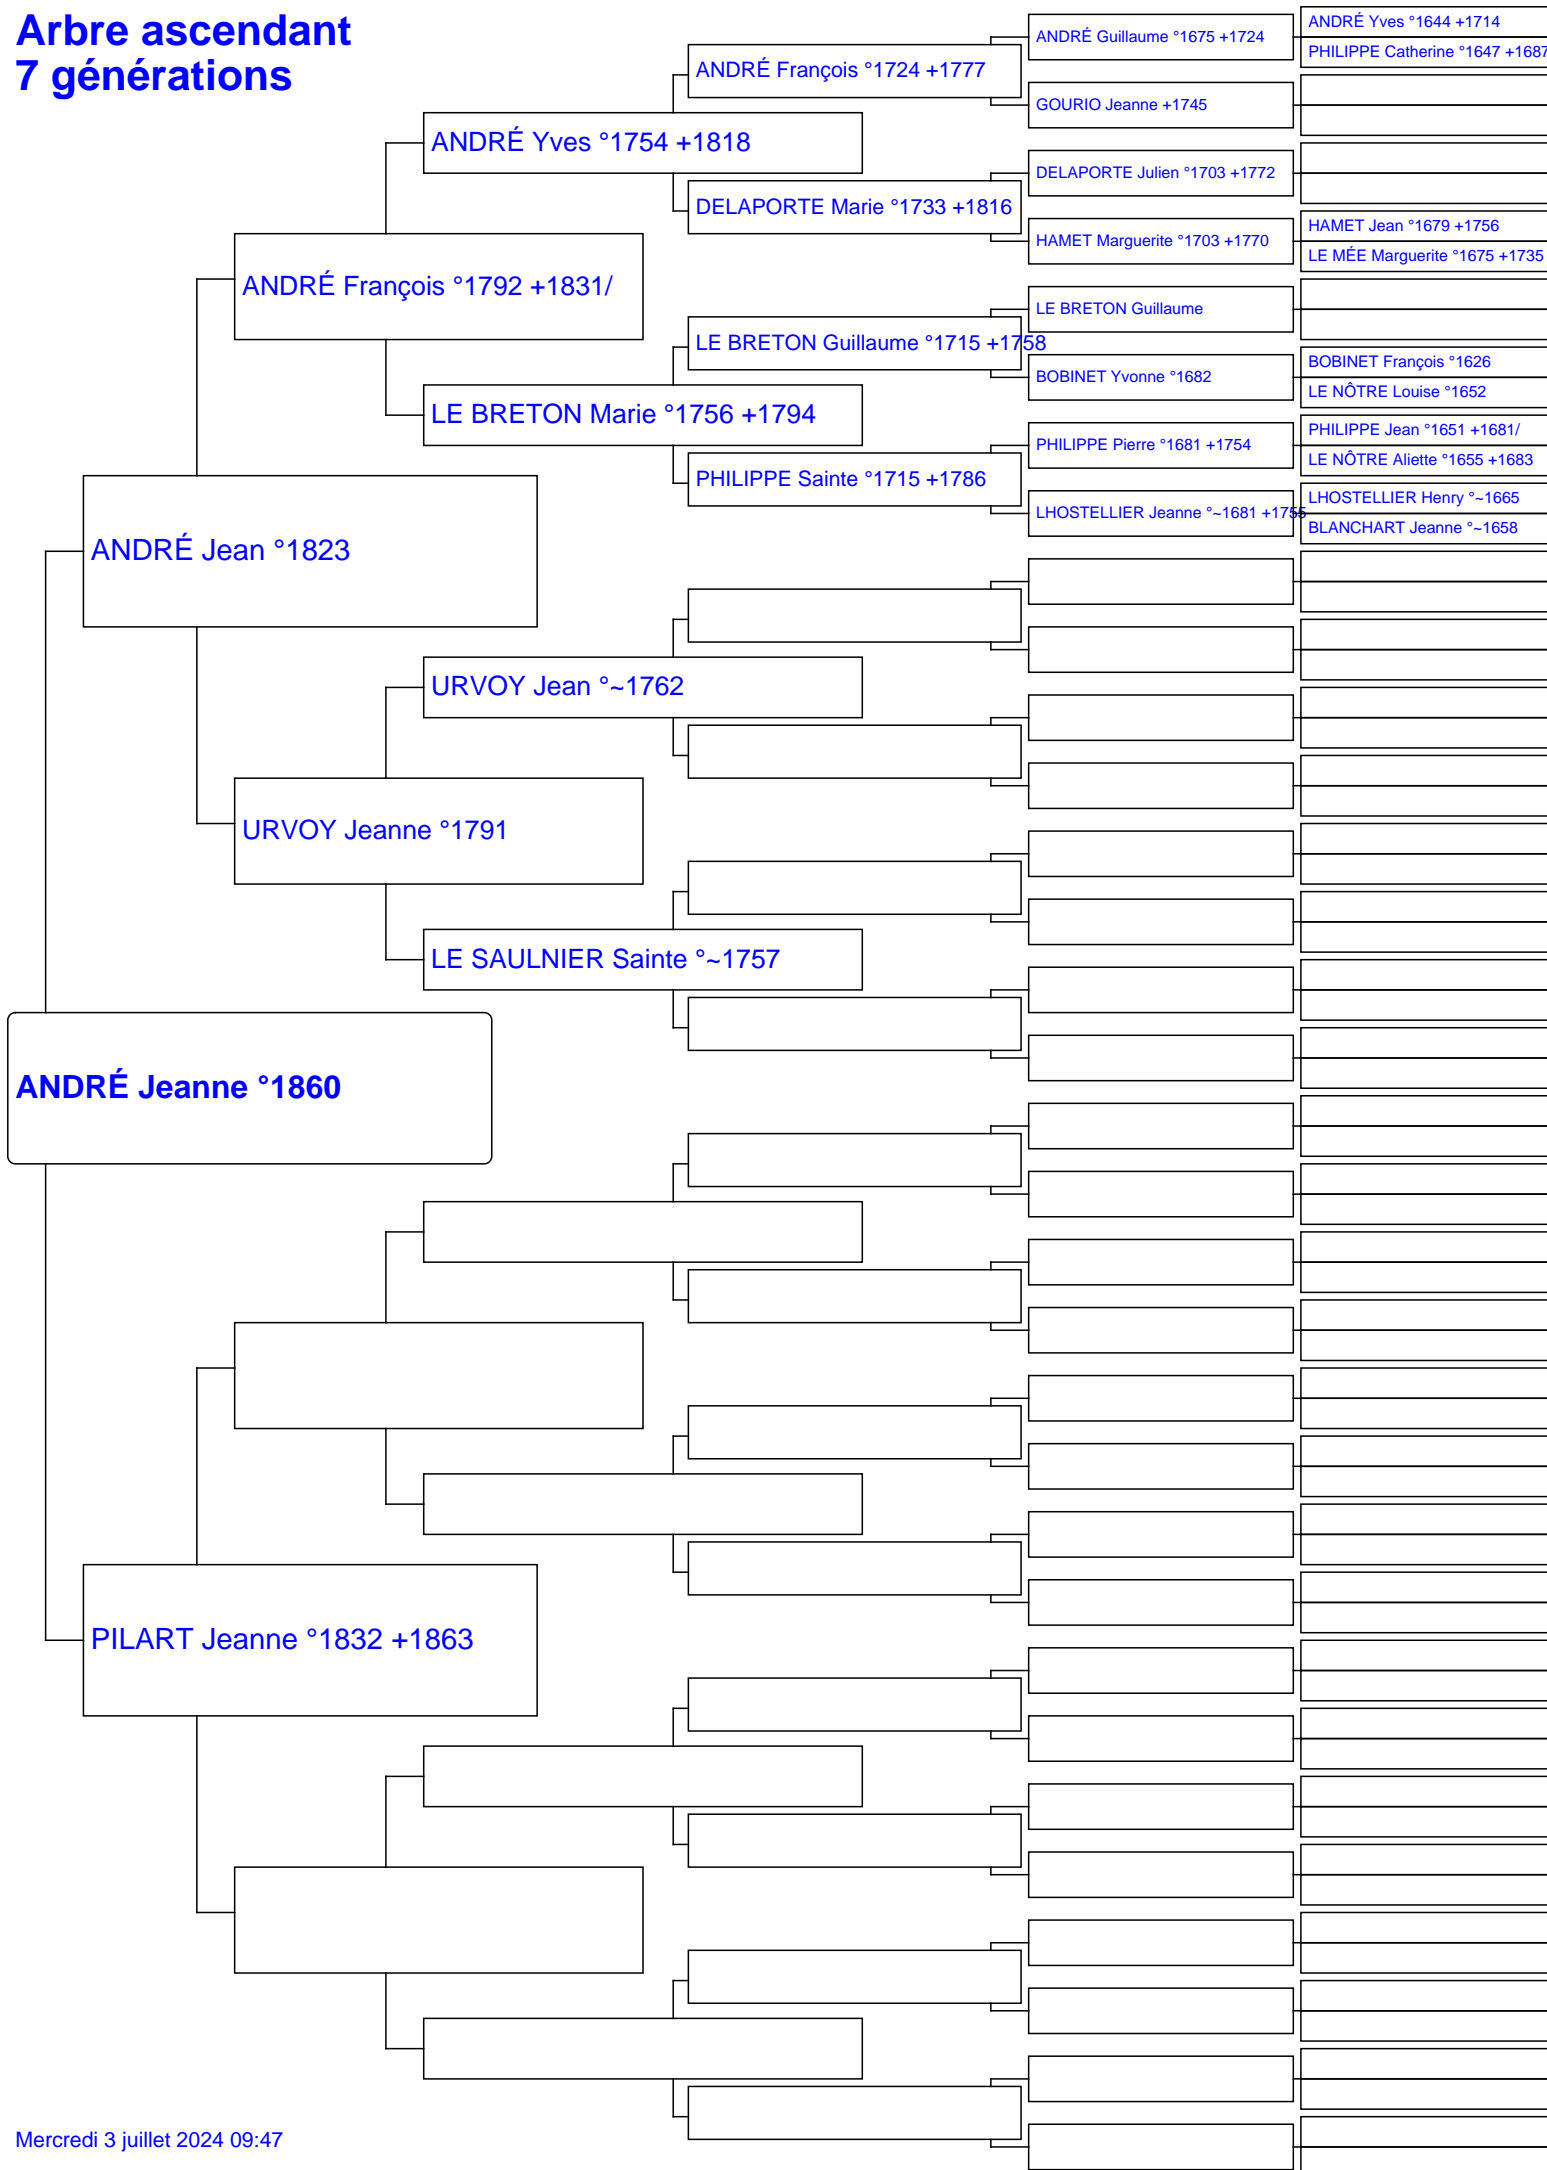 Arbre ascendant
7 générations
ANDRÉ Yves °1644 +1714
ANDRÉ Guillaume °1675 +1724
PHILIPPE Catherine °1647 +1687
ANDRÉ François °1724 +1777
GOURIO Jeanne +1745
ANDRÉ Yves °1754 +1818
DELAPORTE Julien °1703 +1772
DELAPORTE Marie °1733 +1816
HAMET Jean °1679 +1756
HAMET Marguerite °1703 +1770
LE MÉE Marguerite °1675 +1735
ANDRÉ François °1792 +1831/
LE BRETON Guillaume
LE BRETON Guillaume °1715 +1758
BOBINET François °1626
BOBINET Yvonne °1682
LE NÔTRE Louise °1652
LE BRETON Marie °1756 +1794
PHILIPPE Jean °1651 +1681/
PHILIPPE Pierre °1681 +1754
LE NÔTRE Aliette °1655 +1683
PHILIPPE Sainte °1715 +1786
LHOSTELLIER Henry °~1665
LHOSTELLIER Jeanne °~1681 +1755
BLANCHART Jeanne °~1658
ANDRÉ Jean °1823
URVOY Jean °~1762
URVOY Jeanne °1791
LE SAULNIER Sainte °~1757
ANDRÉ Jeanne °1860
PILART Jeanne °1832 +1863
Mercredi 3 juillet 2024 09:47